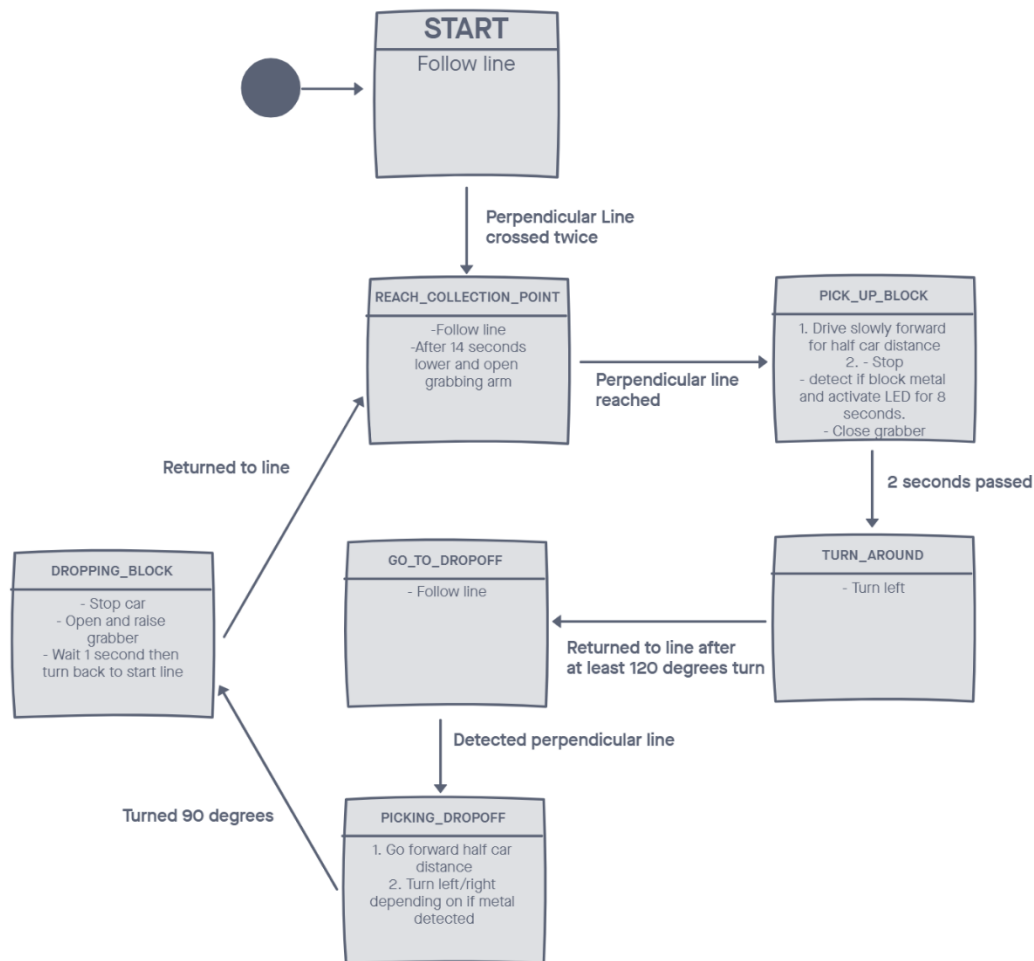 START
Follow line
Perpendicular Line
crossed twice
REACH_COLLECTION_POINT
-Follow line
-After 14 seconds
lower and open
grabbing arm
Perpendicular line
reached
PICK_UP_BLOCK
1. Drive slowly forward
for half car distance
2. - Stop
- detect if block metal
and activate LED for 8
seconds.
- Close grabber
2 seconds passed
TURN_AROUND
- Turn left
Returned to line after
at least 120 degrees turn
GO_TO_DROPOFF
- Follow line
Detected perpendicular line
PICKING_DROPOFF
1. Go forward half car
distance
2. Turn left/right
depending on if metal
detected
Turned 90 degrees
DROPPING_BLOCK
- Stop car
- Open and raise
grabber
- Wait 1 second then
turn back to start line
Returned to line